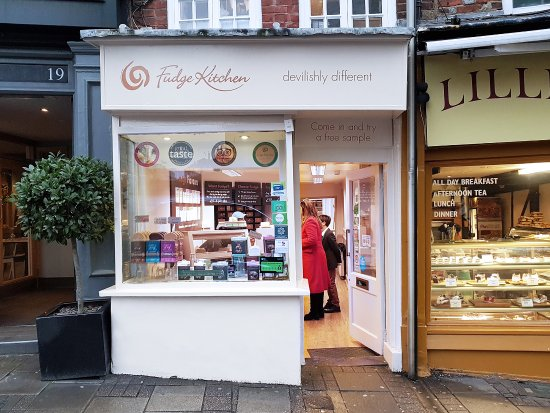 19
Fudge Kitchen
devilishly different
Come in and try
a free sample
taste
LILL
ALL DAY BREAKFAST
AFTERNOON TEA
LUNCH
DINNER